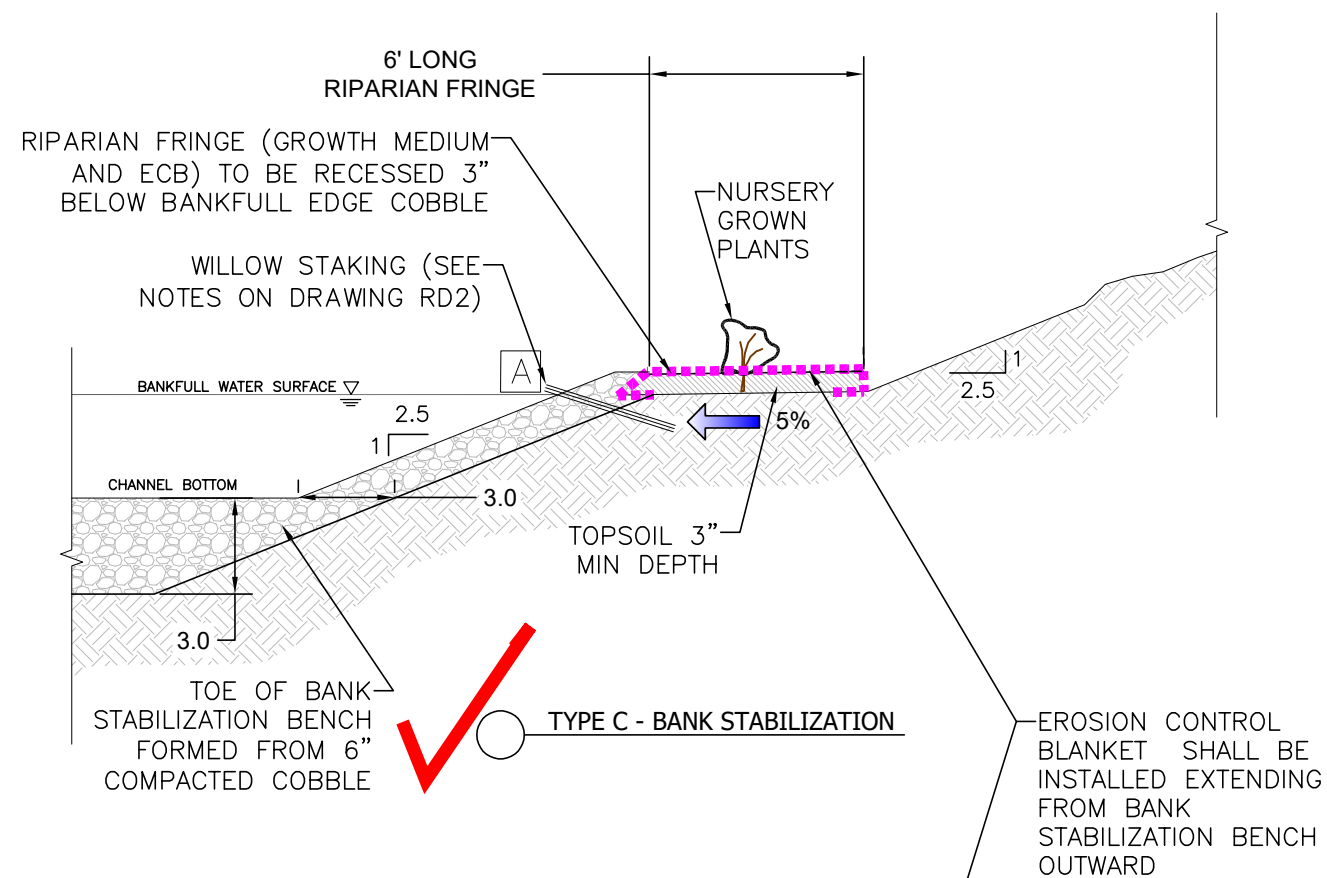 6' LONG
RIPARIAN FRINGE
RIPARIAN FRINGE (GROWTH MEDIUM
AND ECB) TO BE RECESSED 3"
BELOW BANKFULL EDGE COBBLE
NURSERY
GROWN
PLANTS
WILLOW STAKING (SEE
NOTES ON DRAWING RD2)
A
BANKFULL WATER SURFACE
1
2.5
2.5
1
5%
CHANNEL BOTTOM
3.0
TOPSOIL 3"
MIN DEPTH
3.0
TOE OF BANK
STABILIZATION BENCH
FORMED FROM 6"
COMPACTED COBBLE
TYPE C - BANK STABILIZATION
EROSION CONTROL
BLANKET SHALL BE
INSTALLED EXTENDING
FROM BANK
STABILIZATION BENCH
OUTWARD